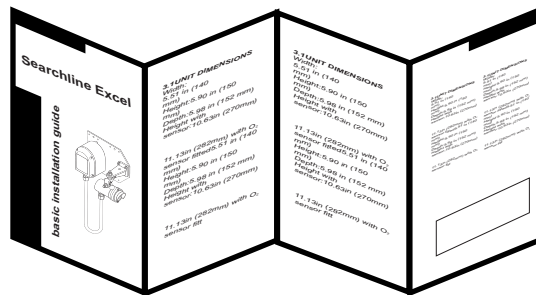 Searchline Excel
basic installation guide
3.1UNIT DIMENSIONS
Width:
5.51 in (140
mm)
Height:5.90 in (150
mm)
Depth:5.98 in (152 mm)
Height with
sensor:10.63in (270mm)
11.13in (282mm) with O₂
sensor fitted5.51 in (140
mm)
Height:5.90 in (150
mm)
Depth:5.98 in (152 mm)
Height with
sensor:10.63in (270mm)
11.13in (282mm) with O₂
sensor fitt
3.1UNIT DIMENSIONS
Width:
5.51 in (140
mm)
Height:5.90 in (150
mm)
Depth:5.98 in (152 mm)
Height with
sensor:10.63in (270mm)
11.13in (282mm) with O₂
sensor fitted5.51 in (140
mm)
Height:5.90 in (150
mm)
Depth:5.98 in (152 mm)
Height with
sensor:10.63in (270mm)
11.13in (282mm) with O₂
sensor fitt